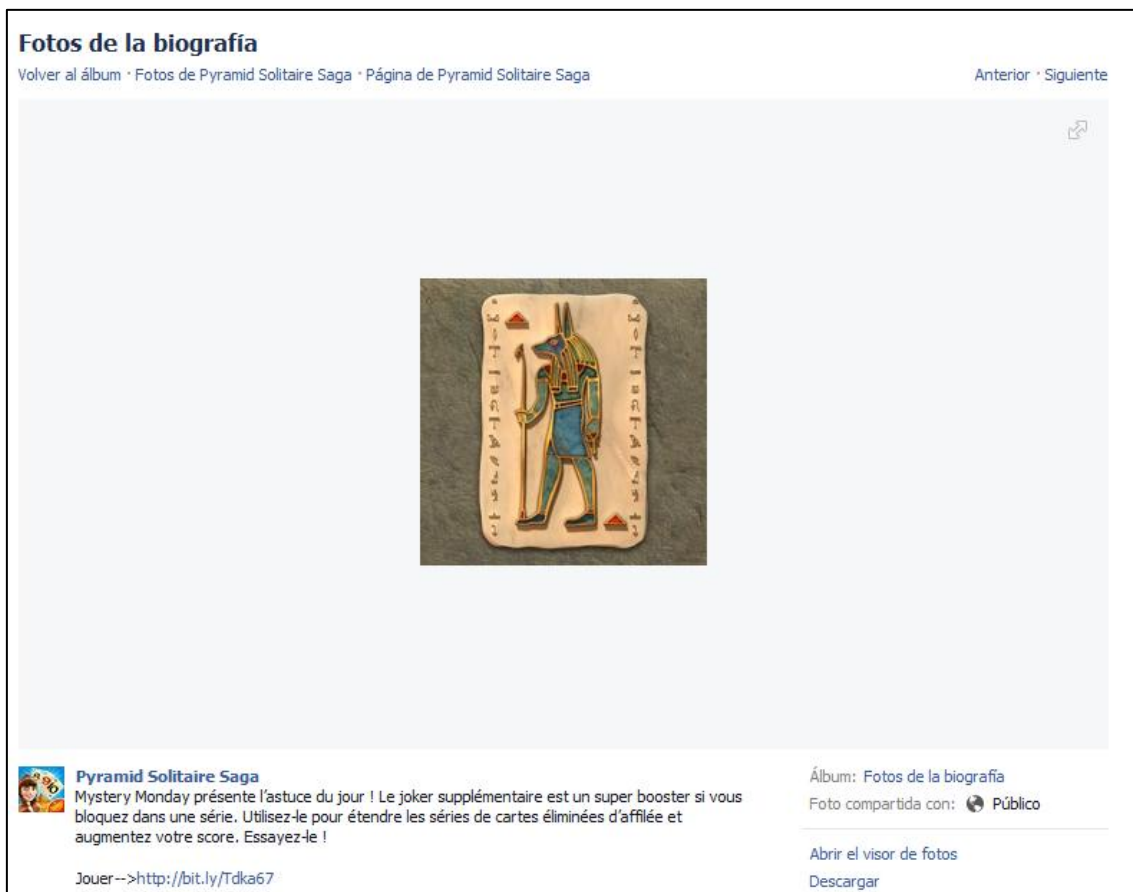 Fotos de la biografía
Volver al álbum · Fotos de Pyramid Solitaire Saga · Página de Pyramid Solitaire Saga
Anterior · Siguiente
Pyramid Solitaire Saga
Mystery Monday présente l’astuce du jour ! Le joker supplémentaire est un super booster si vous
bloquez dans une série. Utilisez-le pour étendre les séries de cartes éliminées d’affilée et
augmentez votre score. Essayez-le !
Jouer-->http://bit.ly/Tdka67
Álbum: Fotos de la biografía
Foto compartida con: Público
Abrir el visor de fotos
Descargar